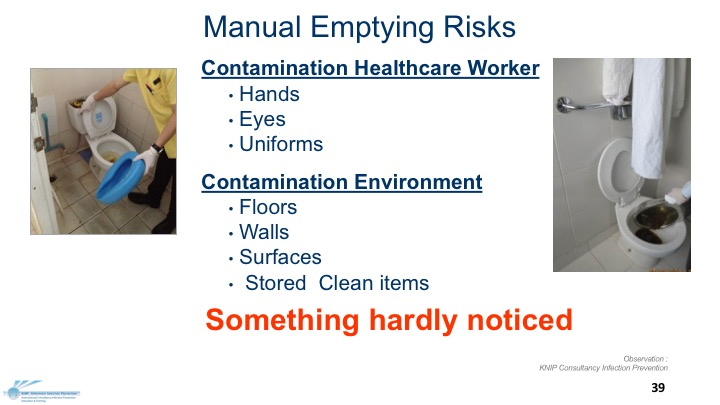 Manual Emptying Risks
Contamination Healthcare Worker
• Hands
• Eyes
• Uniforms
Contamination Environment
• Floors
• Walls
• Surfaces
• Stored Clean items
Something hardly noticed
Observation :
KNIP Consultancy Infection Prevention
39